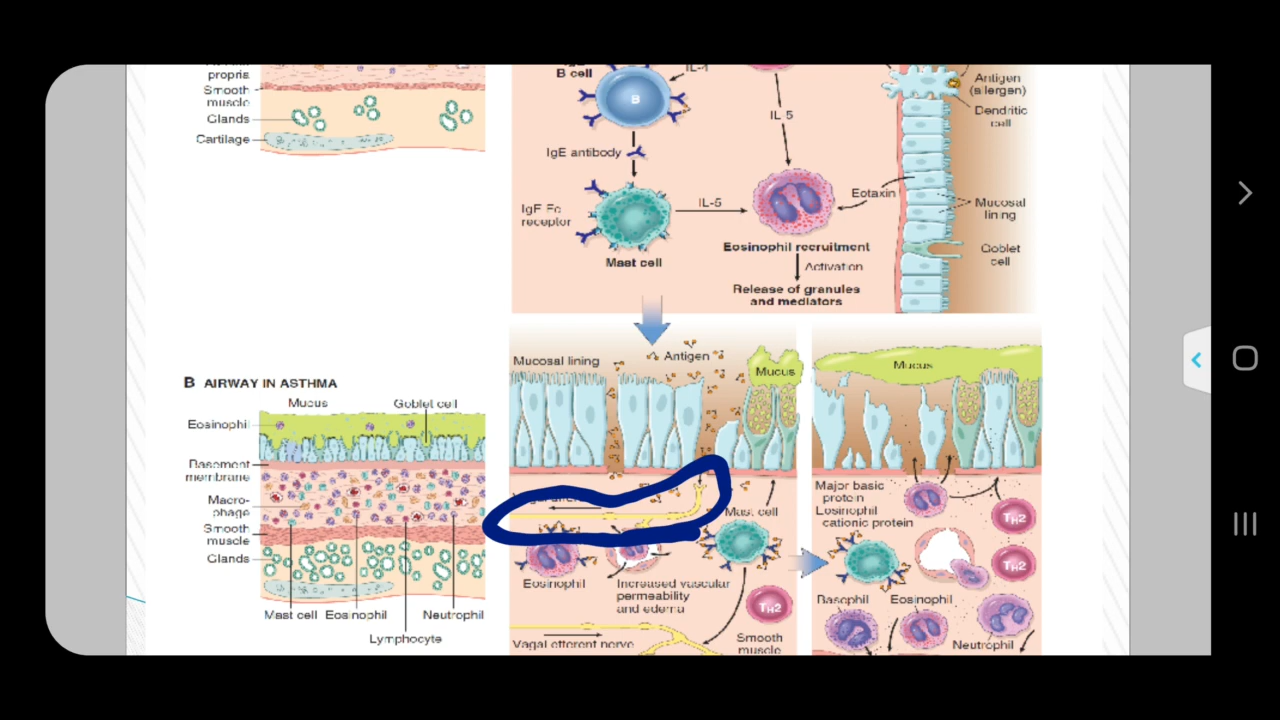 propris
Smooth
muscle
Glands
Cartilage
B cell
B
IL-5
IgE antibody
IgE Fc
receptor
IL-5
Mast cell
Eotaxin
Eosinophil recruitment
Activation
Release of granules
and mediators
Antigen
(allergen)
Dendritic
cell
Mucosal
lining
Goblet
cell
B AIRWAY IN ASTHMA
Mucus
Goblet cell
Eosinophil
Basement
membrane
Macro-
phage
Smooth
muscle
Glands
Mast cell
Eosinophil
Neutrophil
Lymphocyte
Mucosal lining
Antigen
Mucus
Mast cell
Eosinophil
Increased vascular
permeability
and edema
TH2
Vagal efferent nerve
Smooth
muscle
Mucus
Major basic
protein
Eosinophil
cationic protein
TH2
TH2
Basophil
Eosinophil
Neutrophil